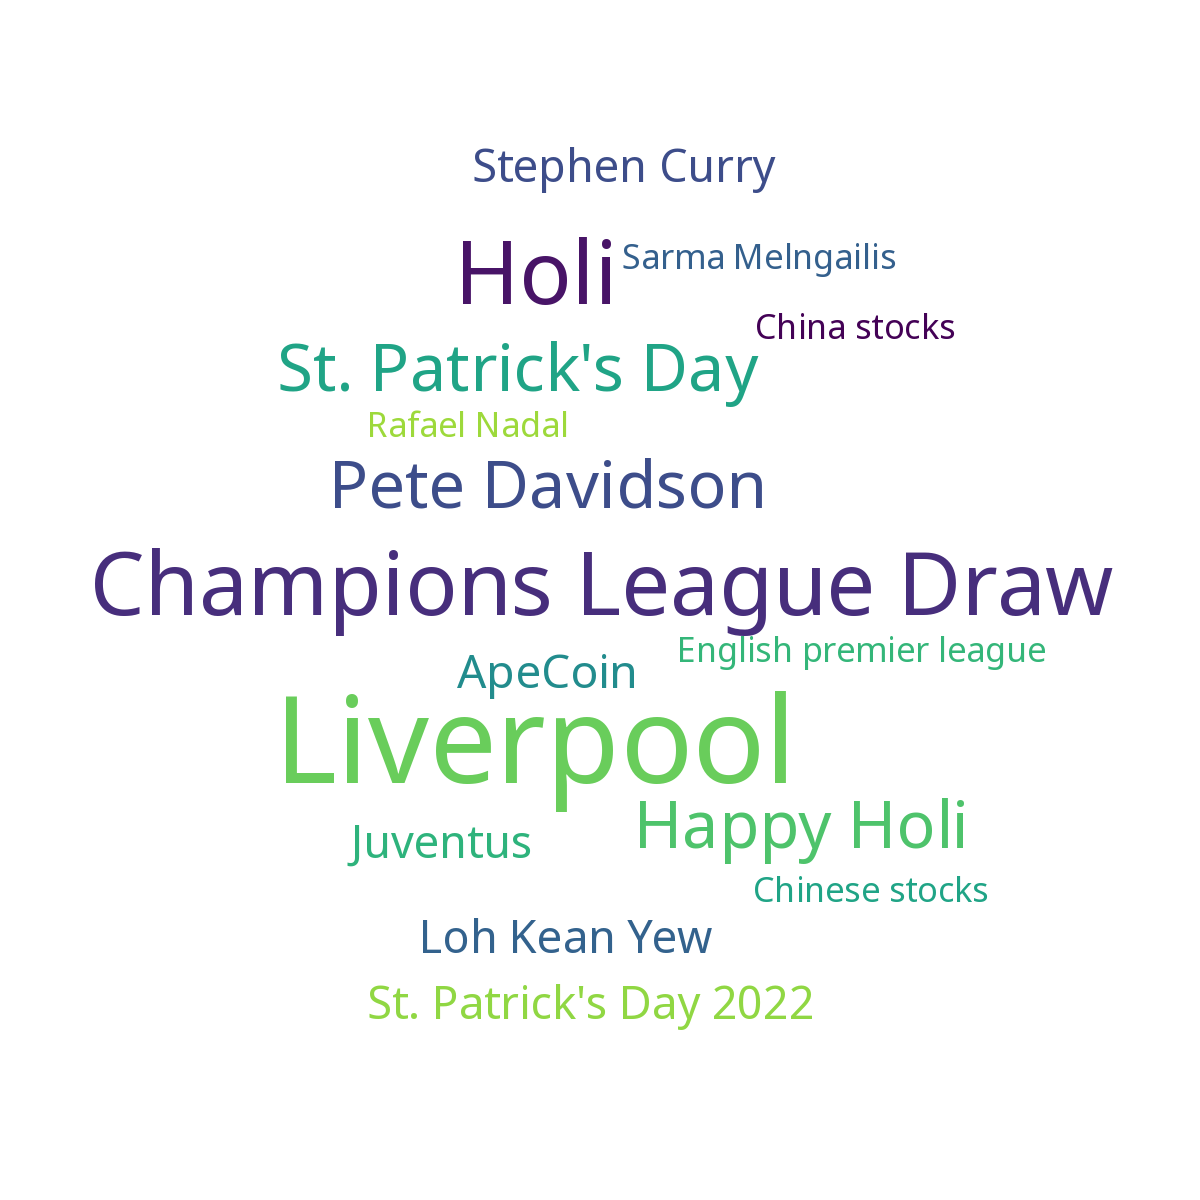 Stephen Curry
Holi
Sarma Melngailis
China stocks
St. Patrick's Day
Rafael Nadal
Pete Davidson
Champions League Draw
English premier league
ApeCoin
Liverpool
Happy Holi
Juventus
Chinese stocks
Loh Kean Yew
St. Patrick's Day 2022